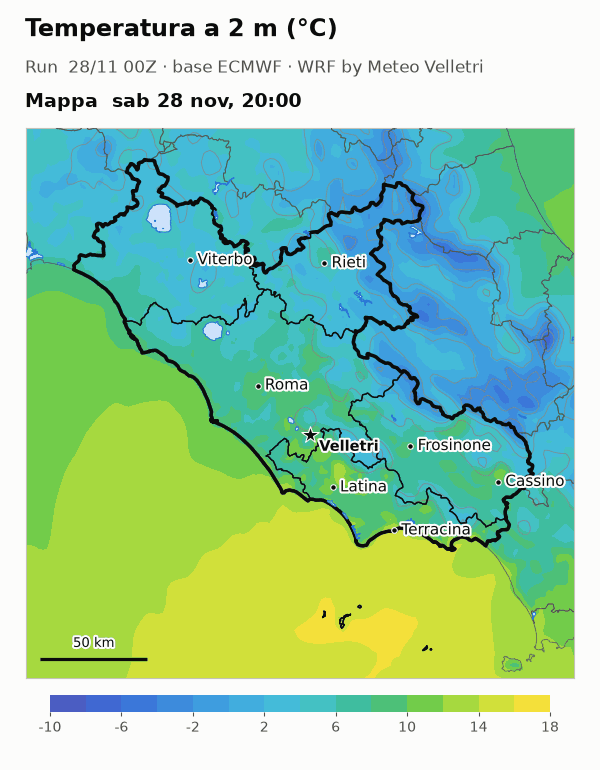 Temperatura a 2 m (°C)
Run  28/11 00Z · base ECMWF · WRF by Meteo Velletri
Mappa  sab 28 nov, 20:00
Viterbo
Rieti
Roma
Velletri
Frosinone
Latina
Cassino
Terracina
50 km
-10 -6 -2 2 6 10 14 18